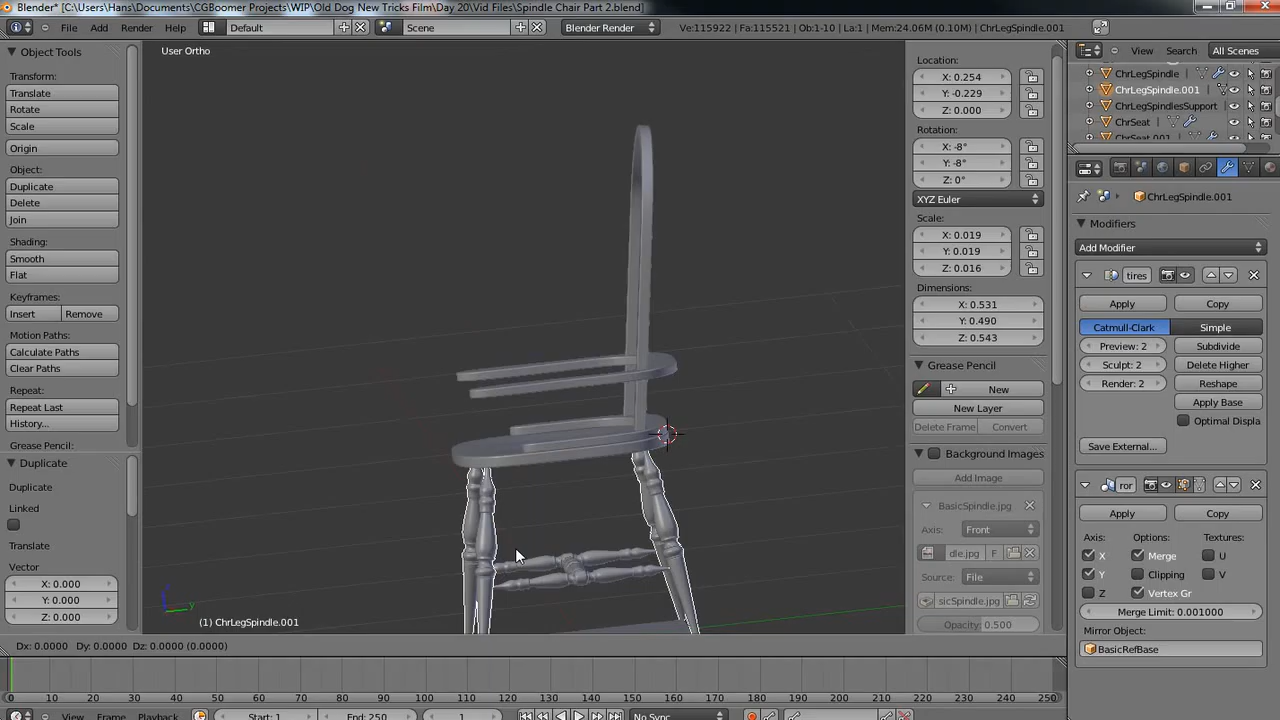 Blender* [C:\Users\Hans\Documents\CGBoomer Projects\WIP\Old Dog New Tricks Film\Day 20\Vid Files\Spindle Chair Part 2.blend]
File Add Render Help Default Scene Blender Render Ve:115922 | Fa:115521 | Ob:1-10 | La:1 | Mem:24.06M (0.10M) | ChrLegSpindle.001
Object Tools
Transform:
Translate
Rotate
Scale
Origin
Object:
Duplicate
Delete
Join
Shading:
Smooth
Flat
Keyframes:
Insert Remove
Motion Paths:
Calculate Paths
Clear Paths
Repeat:
Repeat Last
History...
Grease Pencil:
Duplicate
Duplicate
Linked
Translate
Vector
X: 0.000
Y: 0.000
Z: 0.000
User Ortho
(1) ChrLegSpindle.001
Dx: 0.0000 Dy: 0.0000 Dz: 0.0000 (0.0000)
Location:
X: 0.254
Y: -0.229
Z: 0.000
Rotation:
X: -8°
Y: -8°
Z: 0°
XYZ Euler
Scale:
X: 0.019
Y: 0.019
Z: 0.016
Dimensions:
X: 0.531
Y: 0.490
Z: 0.543
Grease Pencil
New
New Layer
Delete Frame Convert
Background Images
Add Image
BasicSpindle.jpg
Axis: Front
dle.jpg F
Source: File
sicSpindle.jpg
Opacity: 0.500
View Search All Scenes
ChrLegSpindle
ChrLegSpindle.001
ChrLegSpindlesSupport
ChrSeat
ChrSeat.001
ChrLegSpindle.001
Modifiers
Add Modifier
tires
Apply Copy
Catmull-Clark Simple
Preview: 2 Subdivide
Sculpt: 2 Delete Higher
Render: 2 Reshape
Apply Base
Optimal Displa
Save External...
ror
Apply Copy
Axis: Options: Textures:
X Merge U
Y Clipping V
Z Vertex Gr
Merge Limit: 0.001000
Mirror Object:
BasicRefBase
0 10 20 30 40 50 60 70 80 90 100 110 120 130 140 150 160 170 180 190 200 210 220 230 240 250
View Frame Playback Start: 1 End: 250 1 No Sync